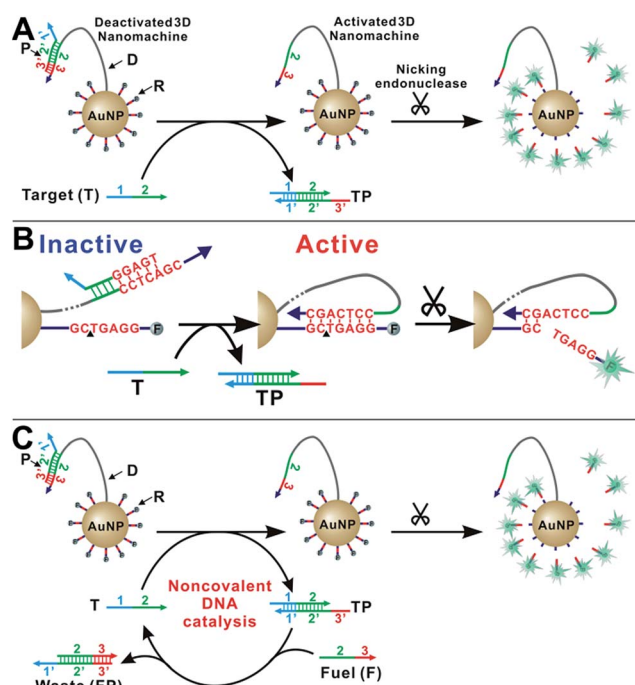 A
Deactivated 3D
Nanomachine
Activated 3D
Nanomachine
P
1'
2'
3'
2
3
D
R
F
AuNP
2
3
AuNP
Nicking
endonuclease
AuNP
Target (T)
1 2
1 2
1' 2' 3'
TP
B
Inactive
Active
GGAGT
CCTCAGC
GCTGAGG
F
T
TP
CGACTCC
GCTGAGG
F
CGACTCC
GC
TGAGG
F
C
P
1'
2'
3'
2
3
D
R
AuNP
2
3
AuNP
AuNP
T
1 2
Noncovalent
DNA
catalysis
1 2
1' 2' 3'
TP
2 3
1' 2' 3'
2 3
Fuel (F)